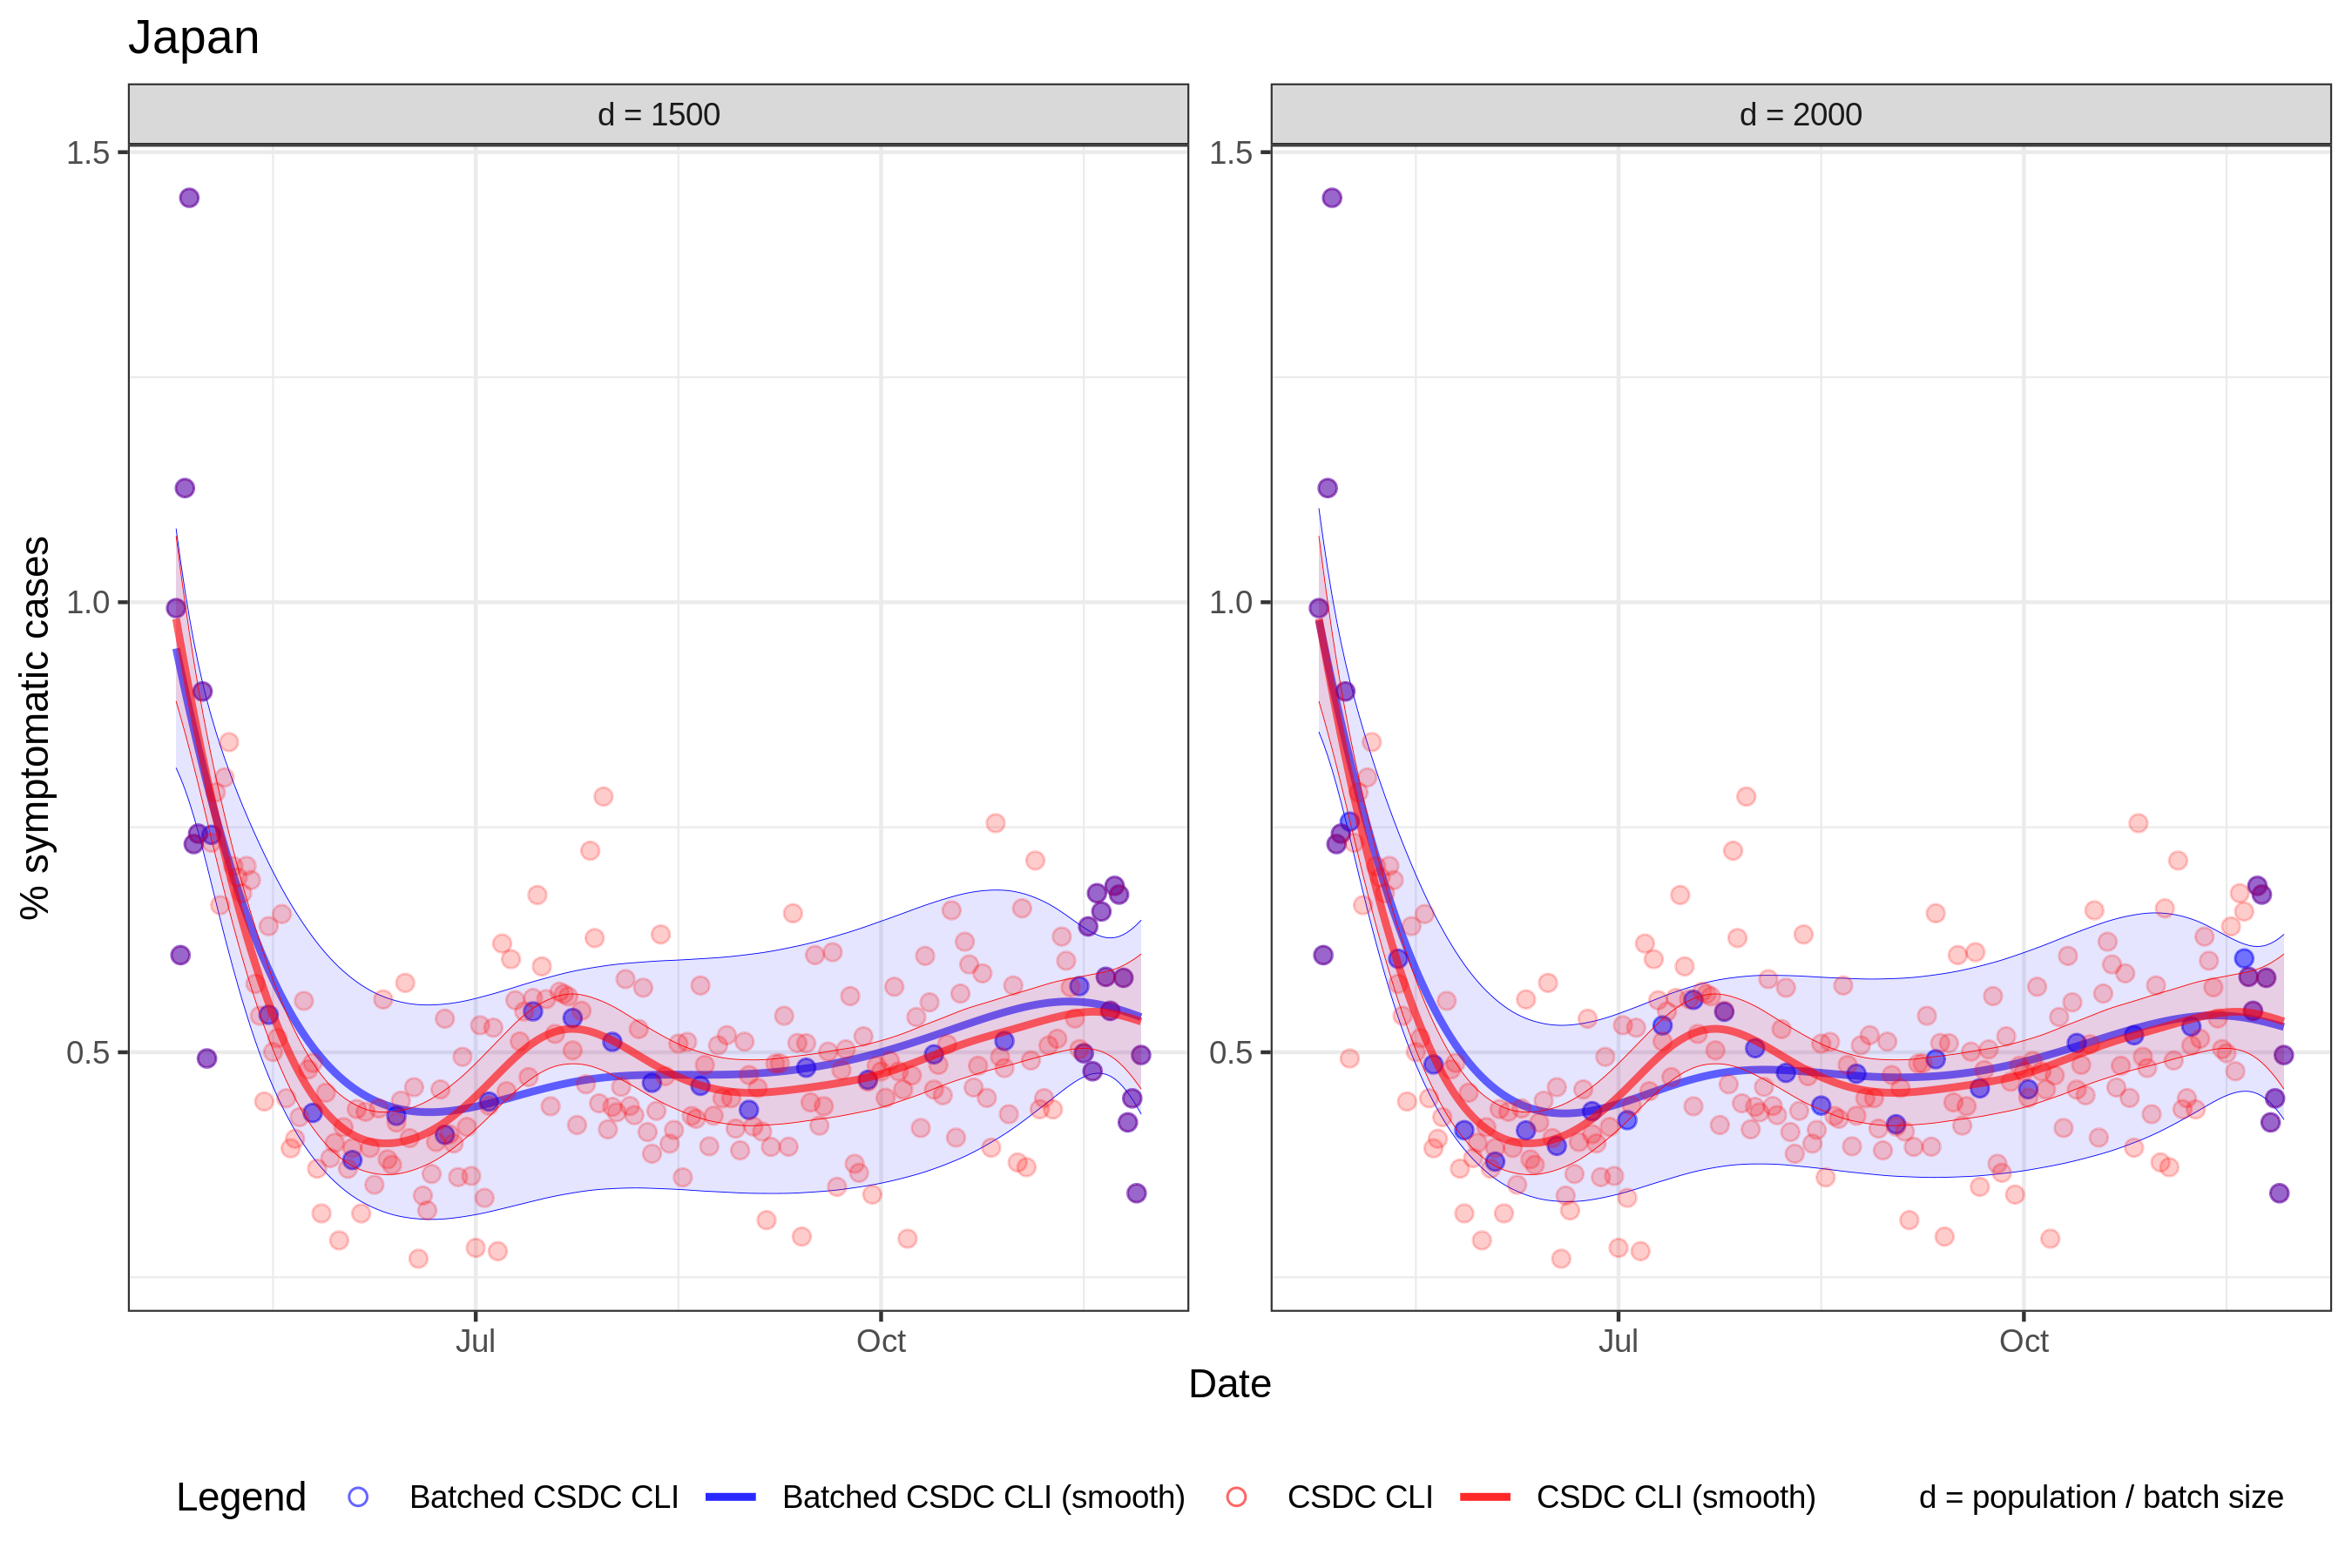 Japan
d = 1500
d = 2000
% symptomatic cases
1.5
1.0
0.5
1.5
1.0
0.5
Jul
Oct
Jul
Oct
Date
Legend Batched CSDC CLI Batched CSDC CLI (smooth) CSDC CLI CSDC CLI (smooth) d = population / batch size